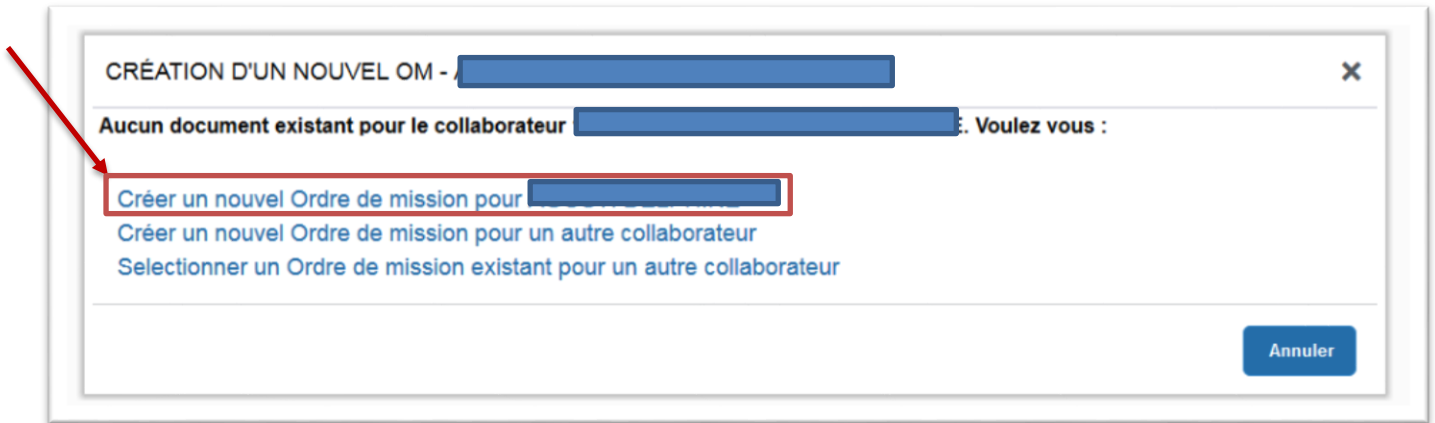 CRÉATION D'UN NOUVEL OM -
Aucun document existant pour le collaborateur . Voulez vous :
Créer un nouvel Ordre de mission pour
Créer un nouvel Ordre de mission pour un autre collaborateur
Selectionner un Ordre de mission existant pour un autre collaborateur
Annuler